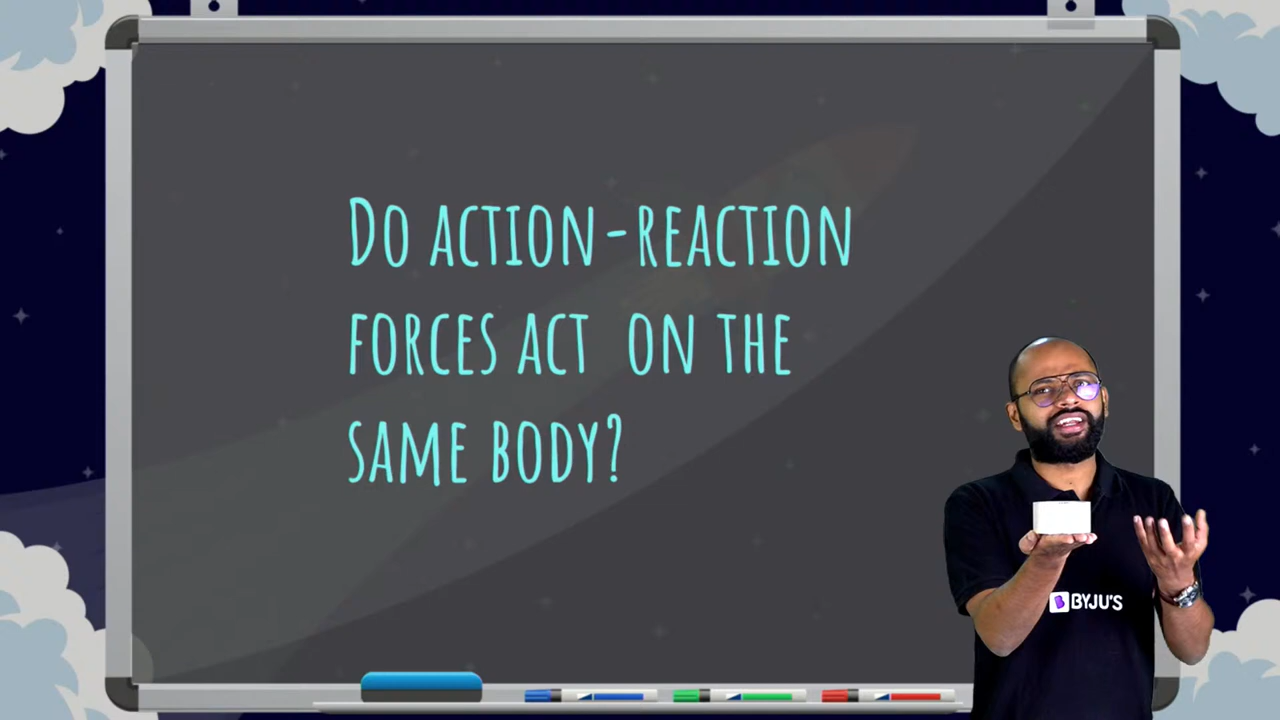 Do action-reaction
forces act on the
same body?
BYJU'S